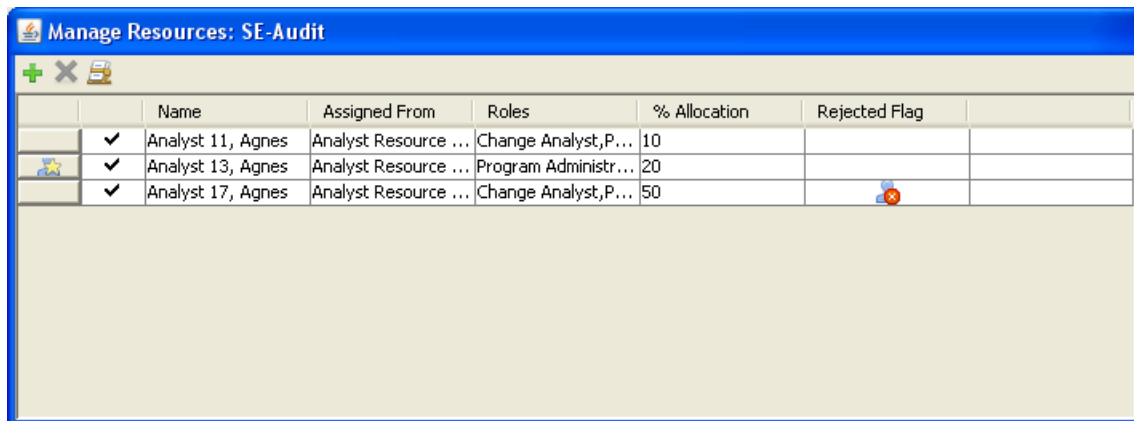 Manage Resources: SE-Audit
Name Assigned From Roles % Allocation Rejected Flag
Analyst 11, Agnes Analyst Resource ... Change Analyst,P... 10
Analyst 13, Agnes Analyst Resource ... Program Administr... 20
Analyst 17, Agnes Analyst Resource ... Change Analyst,P... 50